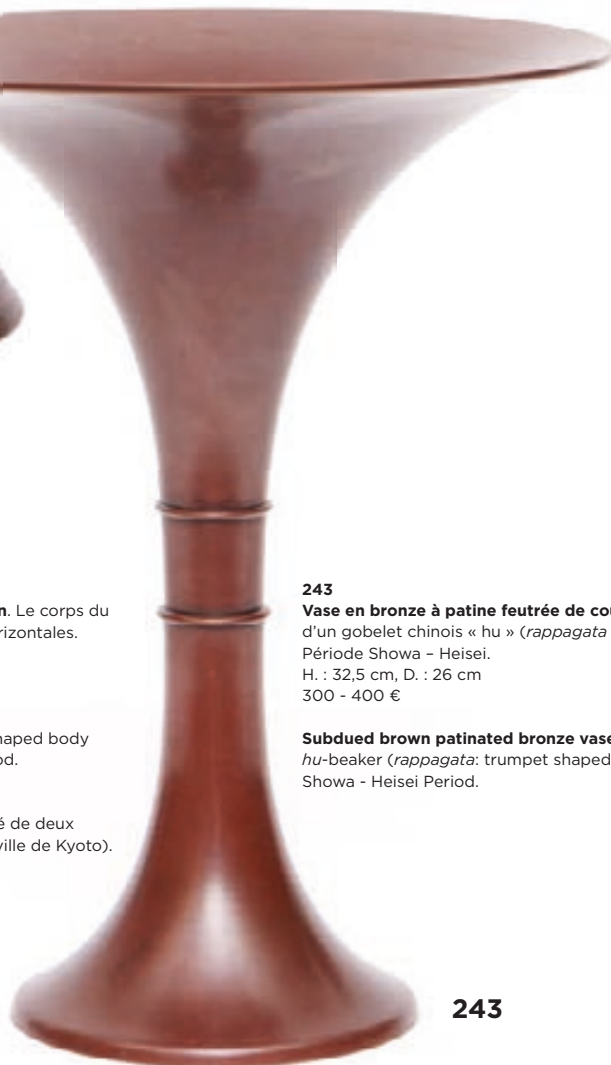 n. Le corps du
rizontales.
haped body
od.
é de deux
ville de Kyoto).
243
Vase en bronze à patine feutrée de cou
d'un gobelet chinois « hu » (rappagata
Période Showa – Heisei.
H. : 32,5 cm, D. : 26 cm
300 - 400 €
Subdued brown patinated bronze vase
hu-beaker (rappagata: trumpet shaped
Showa - Heisei Period.
243